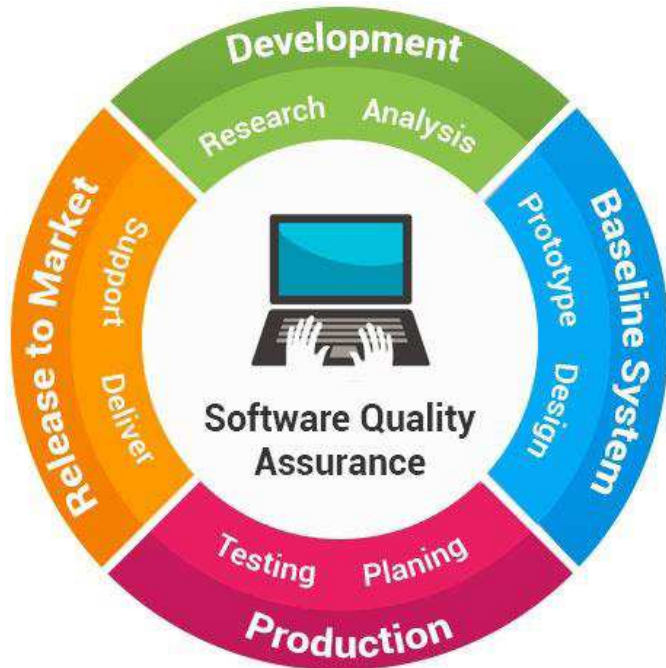 Development
Research Analysis
Baseline System
Prototype Design
Production
Testing Planing
Release to Market
Deliver Support
Software Quality
Assurance